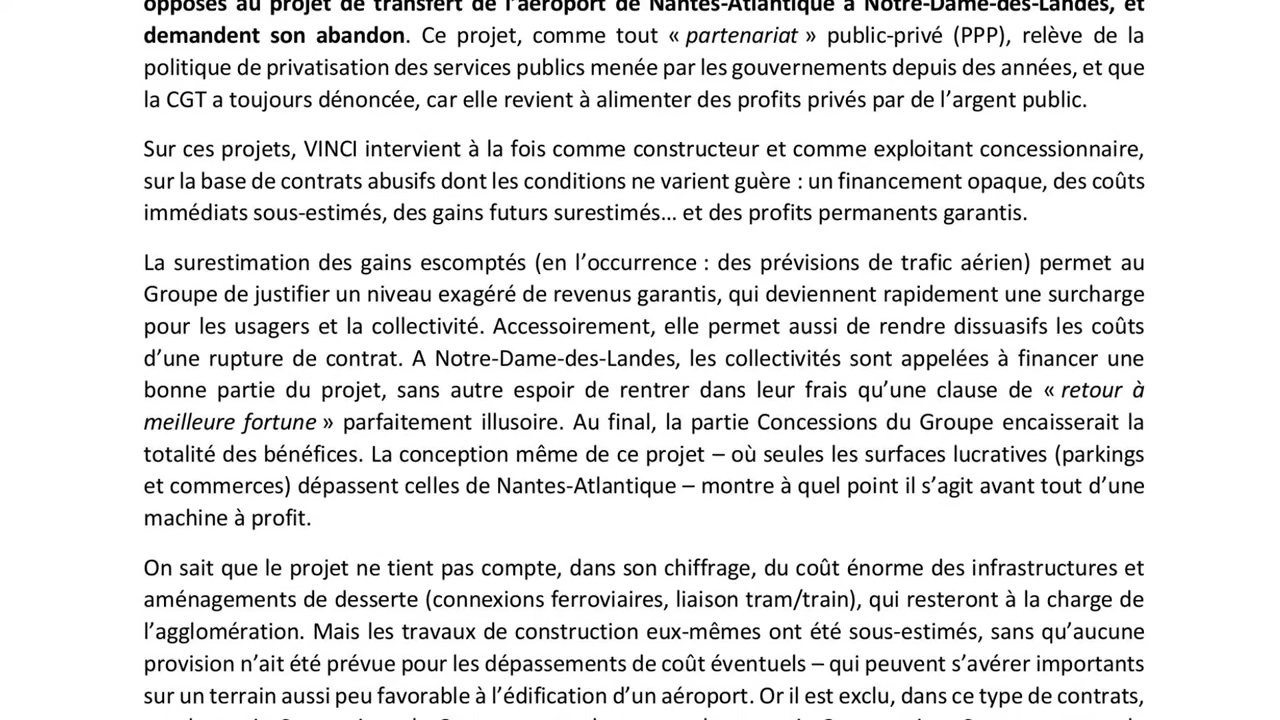 opposés au projet de transfert de l’aéroport de Nantes-Atlantique à Notre-Dame-des-Landes, et
demandent son abandon. Ce projet, comme tout « partenariat » public-privé (PPP), relève de la
politique de privatisation des services publics menée par les gouvernements depuis des années, et que
la CGT a toujours dénoncée, car elle revient à alimenter des profits privés par de l’argent public.
Sur ces projets, VINCI intervient à la fois comme constructeur et comme exploitant concessionnaire,
sur la base de contrats abusifs dont les conditions ne varient guère : un financement opaque, des coûts
immédiats sous-estimés, des gains futurs surestimés… et des profits permanents garantis.
La surestimation des gains escomptés (en l’occurrence : des prévisions de trafic aérien) permet au
Groupe de justifier un niveau exagéré de revenus garantis, qui deviennent rapidement une surcharge
pour les usagers et la collectivité. Accessoirement, elle permet aussi de rendre dissuasifs les coûts
d’une rupture de contrat. A Notre-Dame-des-Landes, les collectivités sont appelées à financer une
bonne partie du projet, sans autre espoir de rentrer dans leur frais qu’une clause de « retour à
meilleure fortune » parfaitement illusoire. Au final, la partie Concessions du Groupe encaisserait la
totalité des bénéfices. La conception même de ce projet – où seules les surfaces lucratives (parkings
et commerces) dépassent celles de Nantes-Atlantique – montre à quel point il s’agit avant tout d’une
machine à profit.
On sait que le projet ne tient pas compte, dans son chiffrage, du coût énorme des infrastructures et
aménagements de desserte (connexions ferroviaires, liaison tram/train), qui resteront à la charge de
l’agglomération. Mais les travaux de construction eux-mêmes ont été sous-estimés, sans qu’aucune
provision n’ait été prévue pour les dépassements de coût éventuels – qui peuvent s’avérer importants
sur un terrain aussi peu favorable à l’édification d’un aéroport. Or il est exclu, dans ce type de contrats,